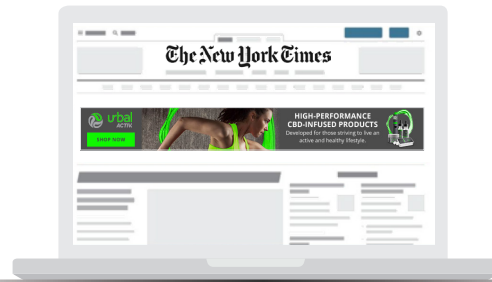 The New York Times
urbal
ACTIV
SHOP NOW
HIGH-PERFORMANCE
CBD-INFUSED PRODUCTS
Developed for those striving to live an
active and healthy lifestyle.